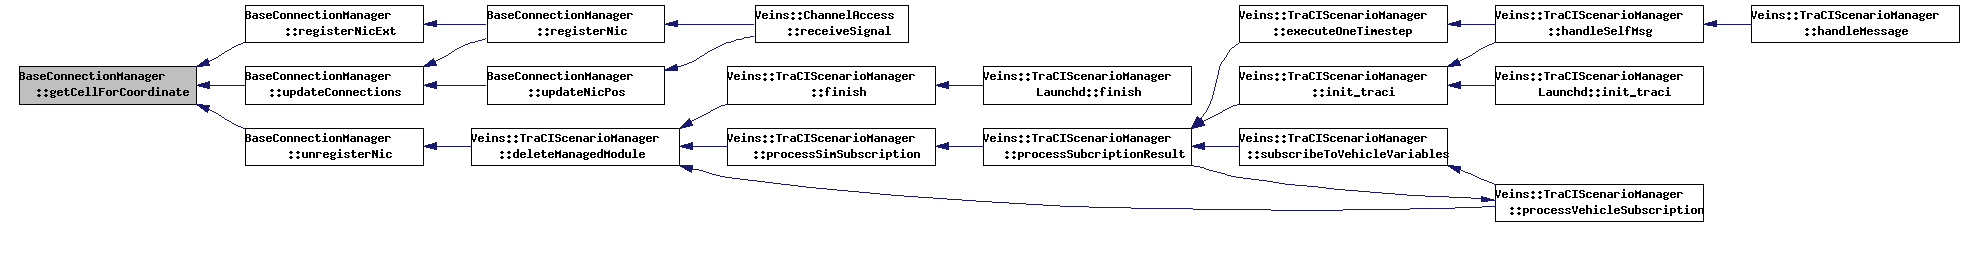 BaseConnectionManager
::getCellForCoordinate
BaseConnectionManager
::registerNicExt
BaseConnectionManager
::updateConnections
BaseConnectionManager
::unregisterNic
BaseConnectionManager
::registerNic
BaseConnectionManager
::updateNicPos
Veins::TraCIScenarioManager
::deleteManagedModule
Veins::ChannelAccess
::receiveSignal
Veins::TraCIScenarioManager
::finish
Veins::TraCIScenarioManager
::processSimSubscription
Veins::TraCIScenarioManager
Launchd::finish
Veins::TraCIScenarioManager
::processSubcriptionResult
Veins::TraCIScenarioManager
::executeOneTimestep
Veins::TraCIScenarioManager
::init_traci
Veins::TraCIScenarioManager
::subscribeToVehicleVariables
Veins::TraCIScenarioManager
::handleSelfMsg
Veins::TraCIScenarioManager
Launchd::init_traci
Veins::TraCIScenarioManager
::processVehicleSubscription
Veins::TraCIScenarioManager
::handleMessage